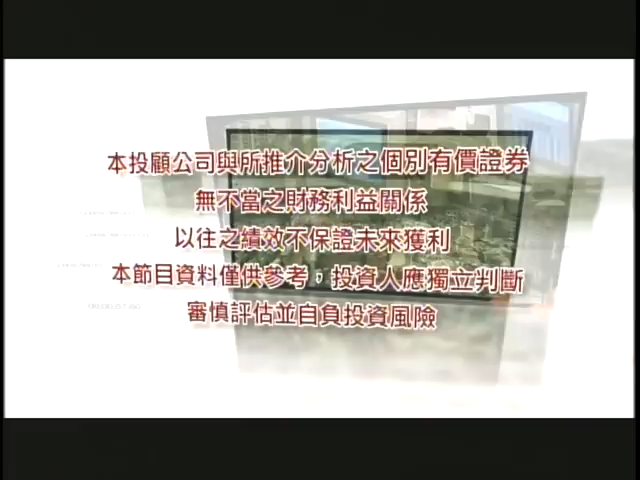 本投顧公司與所推介分析之個別有價證券
無不當之財務利益關係
以往之績效不保證未來獲利
本節目資料僅供參考，投資人應獨立判斷
審慎評估並自負投資風險